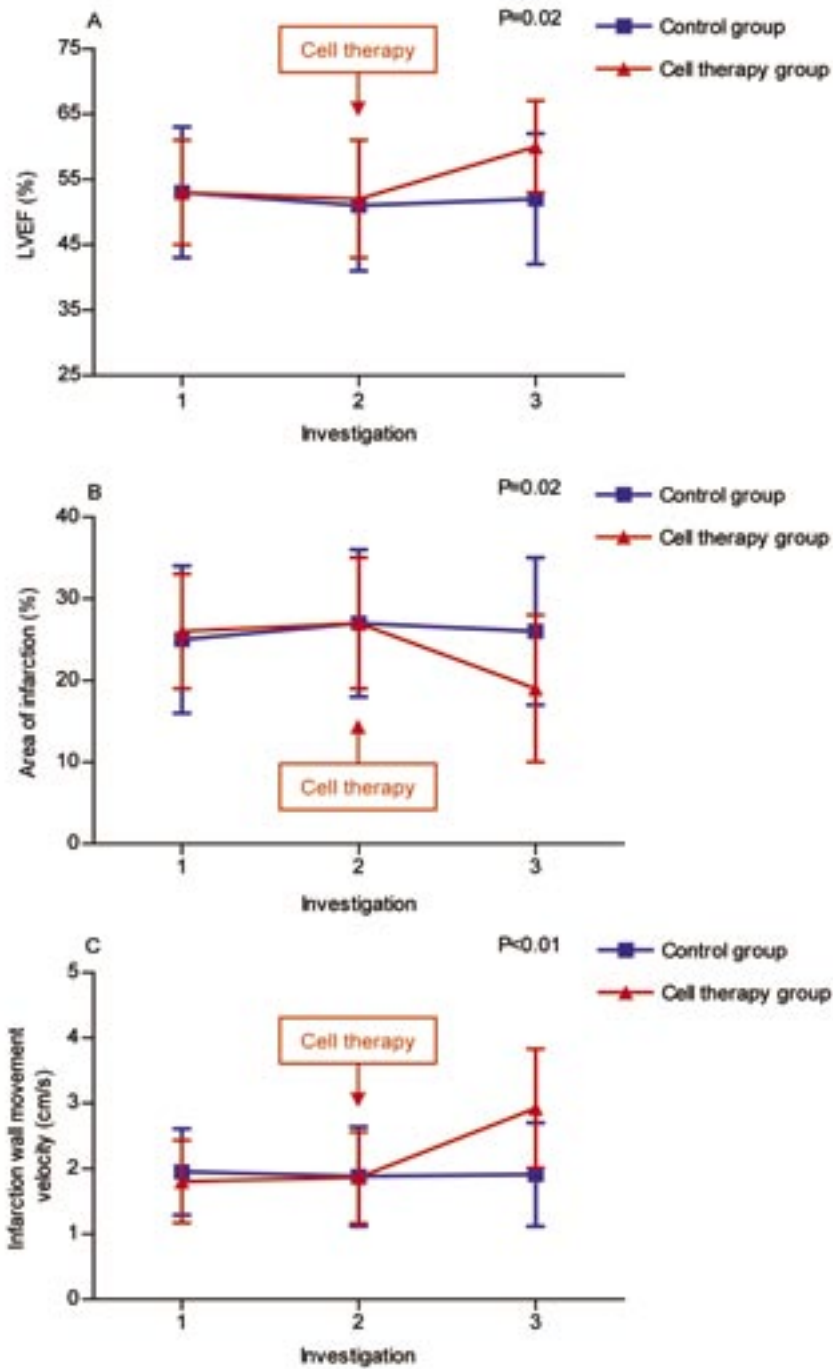 A
P=0.02
Control group
Cell therapy group
Cell therapy
75
65
55
45
35
25
LVEF (%)
1 2 3
Investigation
B
P=0.02
Control group
Cell therapy group
40
30
20
10
0
Area of infarction (%)
Cell therapy
1 2 3
Investigation
C
P<0.01
Control group
Cell therapy group
Cell therapy
5
4
3
2
1
0
Infarction wall movement
velocity (cm/s)
1 2 3
Investigation